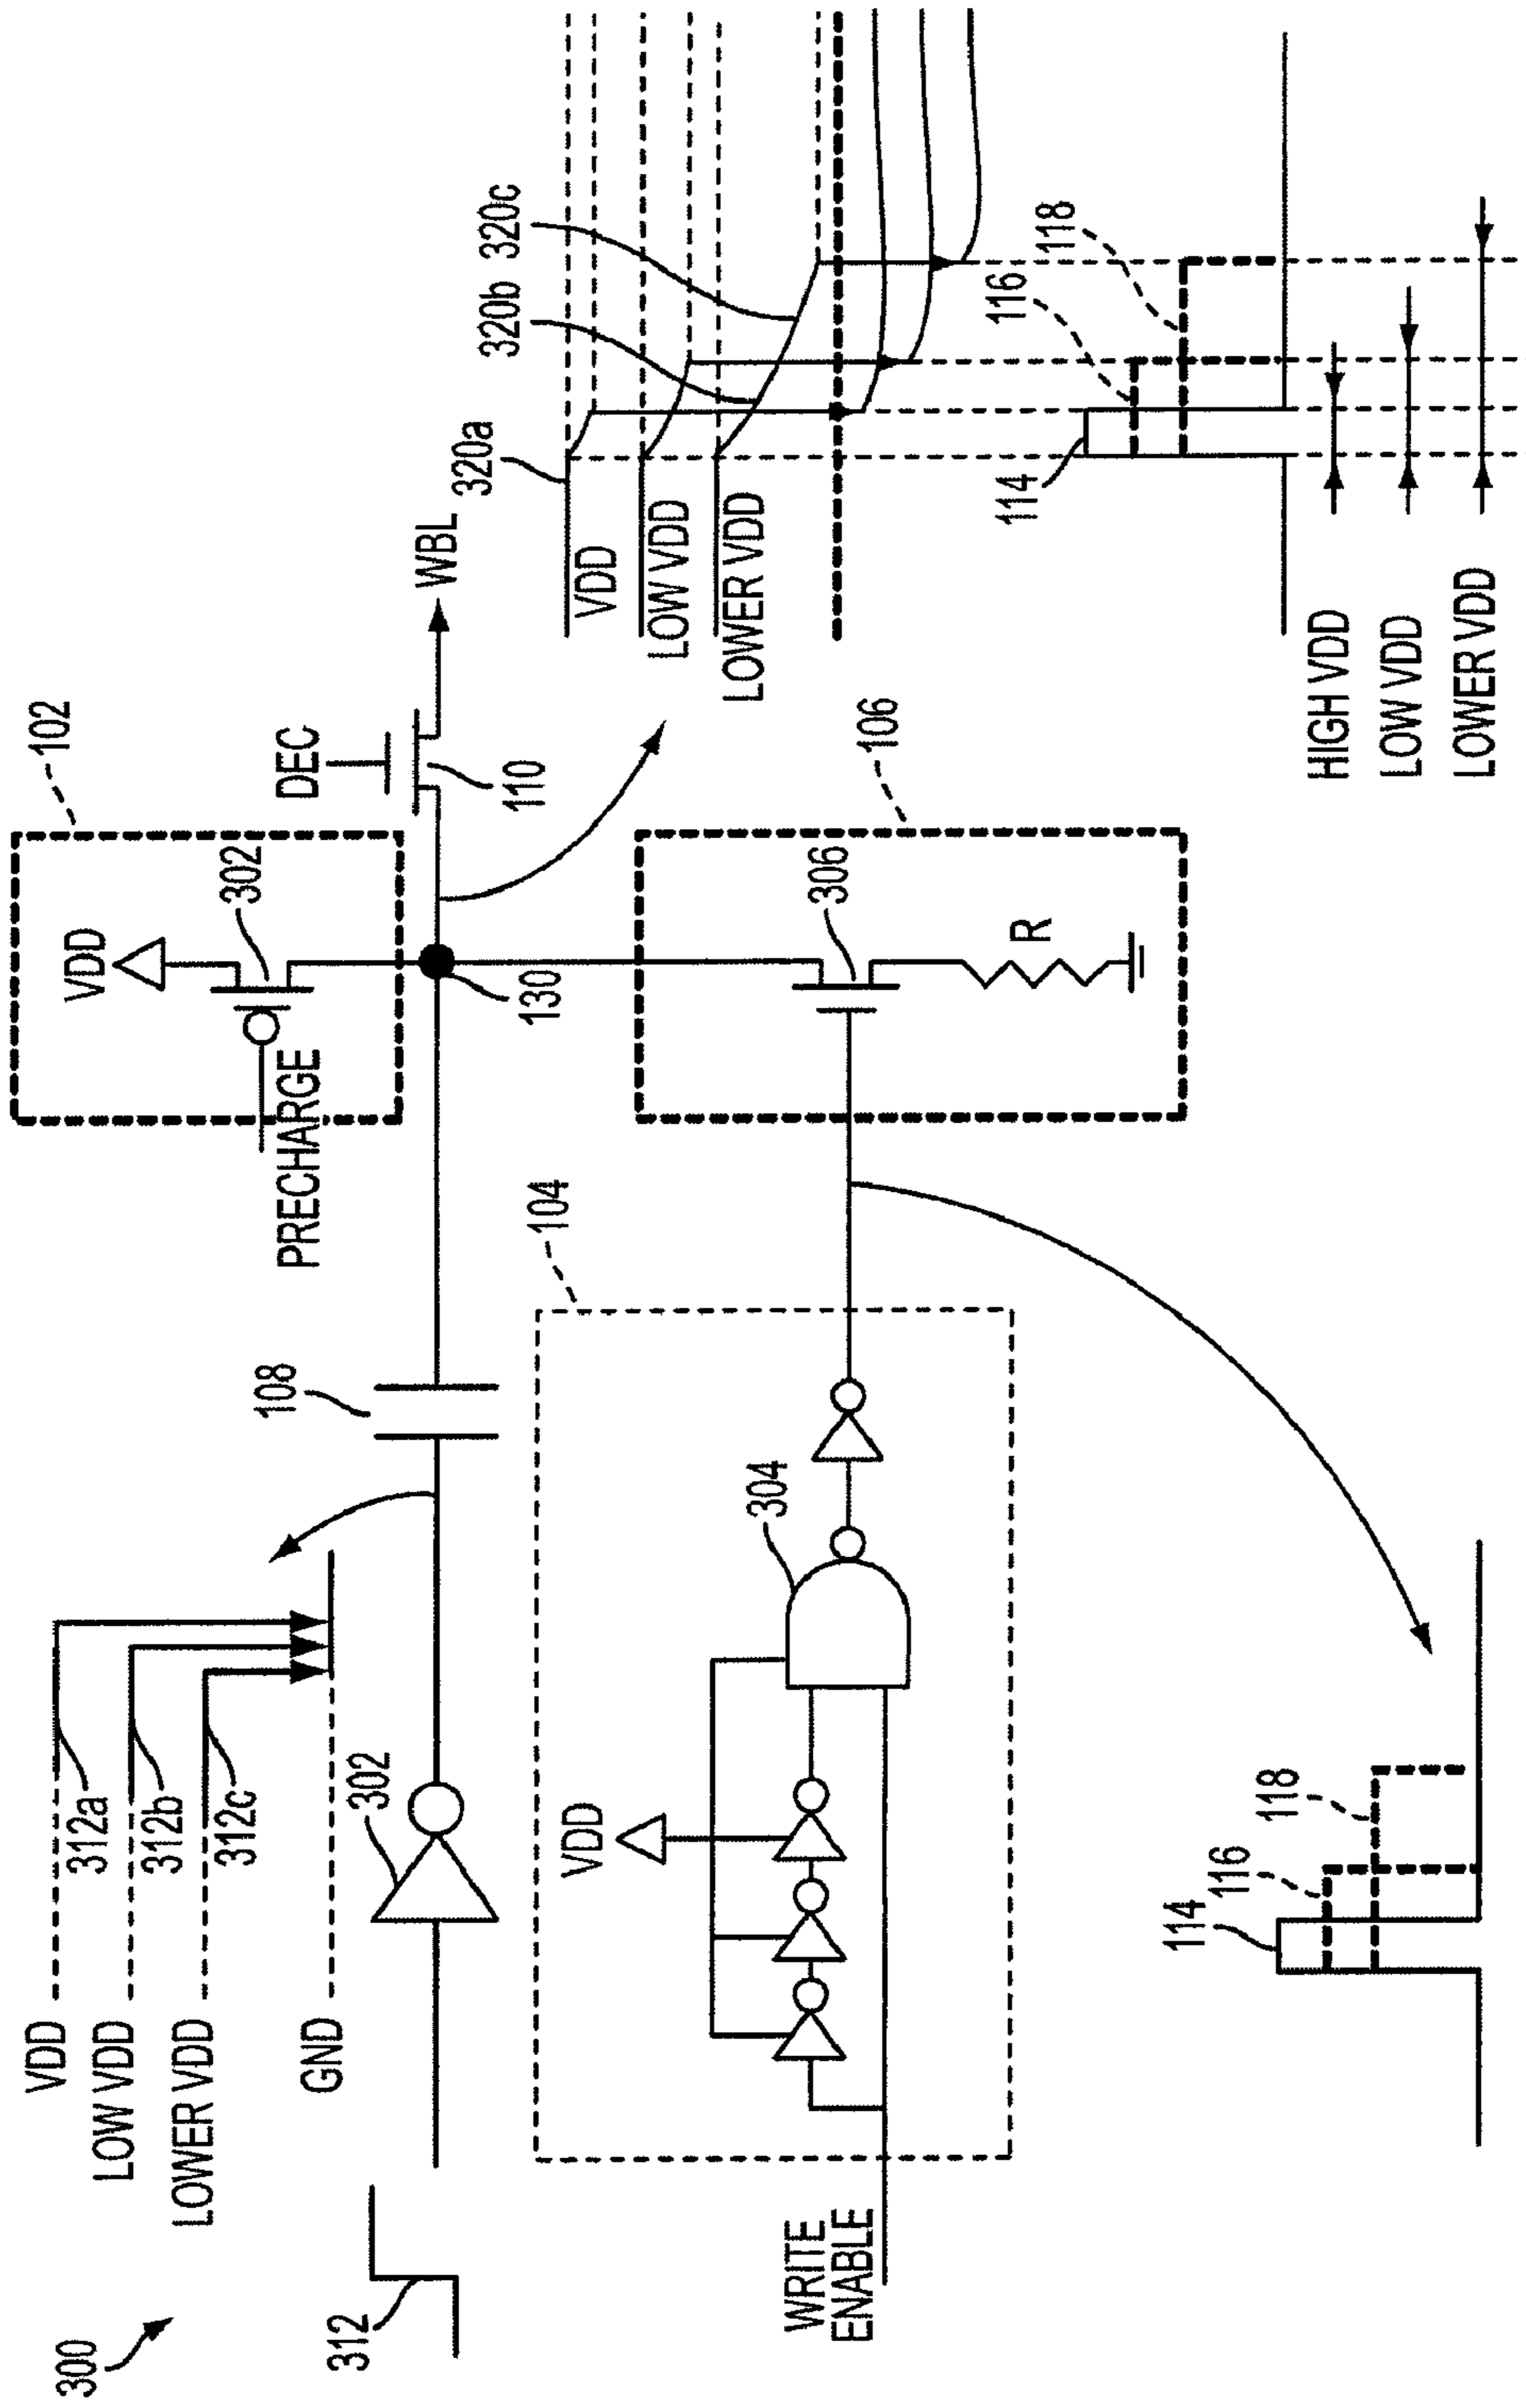 300
312
VDD
LOW VDD
LOWER VDD
GND
312a
312b
312c
302
108
VDD
PRECHARGE
302
102
130
DEC
110
WBL
WRITE
ENABLE
104
VDD
304
106
306
R
114
116
118
320a
320b
320c
VDD
LOW VDD
LOWER VDD
114
116
118
HIGH VDD
LOW VDD
LOWER VDD